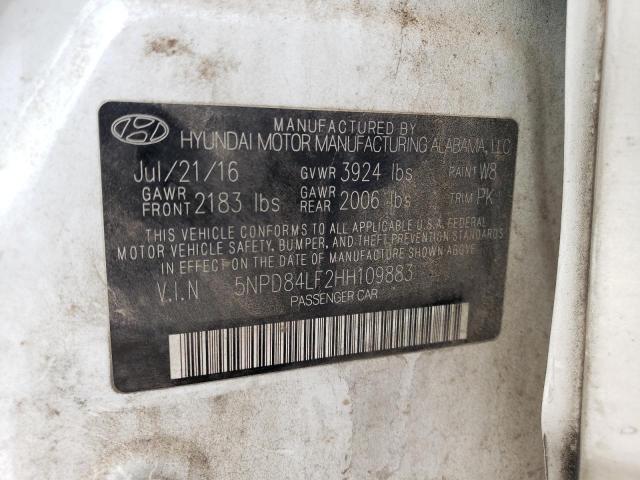 MANUFACTURED BY
HYUNDAI MOTOR MANUFACTURING ALABAMA, LLC
Jul/21/16 GVWR 3924 lbs PAINT W8
GAWR FRONT 2183 lbs GAWR REAR 2006 lbs TRIM PK
THIS VEHICLE CONFORMS TO ALL APPLICABLE U.S.A. FEDERAL
MOTOR VEHICLE SAFETY, BUMPER, AND THEFT PREVENTION STANDARDS
IN EFFECT ON THE DATE OF MANUFACTURE SHOWN ABOVE.
V.I.N 5NPD84LF2HH109883
PASSENGER CAR